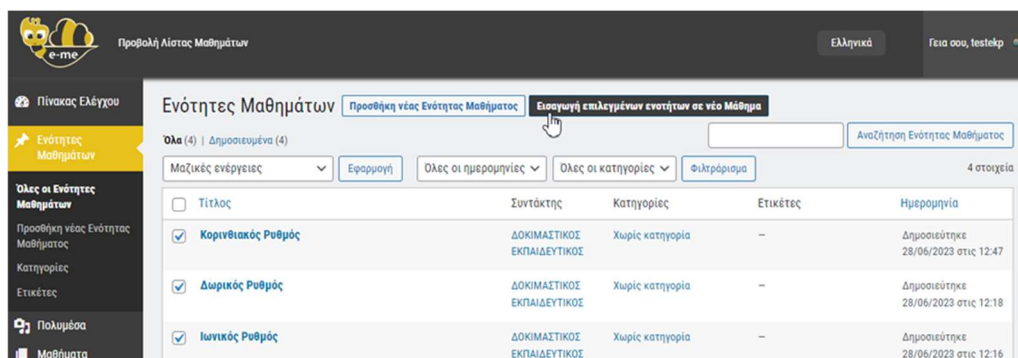 e-me
Προβολή Λίστας Μαθημάτων
Ελληνικά
Γεια σου, testekp
Πίνακας Ελέγχου
Ενότητες
Μαθημάτων
Όλες οι Ενότητες
Μαθημάτων
Προσθήκη νέας Ενότητας
Μαθήματος
Κατηγορίες
Ετικέτες
Πολυμέσα
Μαθήματα
Ενότητες Μαθημάτων
Προσθήκη νέας Ενότητας Μαθήματος
Εισαγωγή επιλεγμένων ενοτήτων σε νέο Μάθημα
Όλα (4) | Δημοσιευμένα (4)
Αναζήτηση Ενότητας Μαθήματος
Μαζικές ενέργειες
Εφαρμογή
Όλες οι ημερομηνίες
Όλες οι κατηγορίες
Φιλτράρισμα
4 στοιχεία
Τίτλος Συντάκτης Κατηγορίες Ετικέτες Ημερομηνία
Κορινθιακός Ρυθμός ΔΟΚΙΜΑΣΤΙΚΟΣ Χωρίς κατηγορία — Δημοσιεύτηκε
ΕΚΠΑΙΔΕΥΤΙΚΟΣ 28/06/2023 στις 12:47
Δωρικός Ρυθμός ΔΟΚΙΜΑΣΤΙΚΟΣ Χωρίς κατηγορία — Δημοσιεύτηκε
ΕΚΠΑΙΔΕΥΤΙΚΟΣ 28/06/2023 στις 12:18
Ιωνικός Ρυθμός ΔΟΚΙΜΑΣΤΙΚΟΣ Χωρίς κατηγορία — Δημοσιεύτηκε
ΕΚΠΑΙΔΕΥΤΙΚΟΣ 28/06/2023 στις 12:16